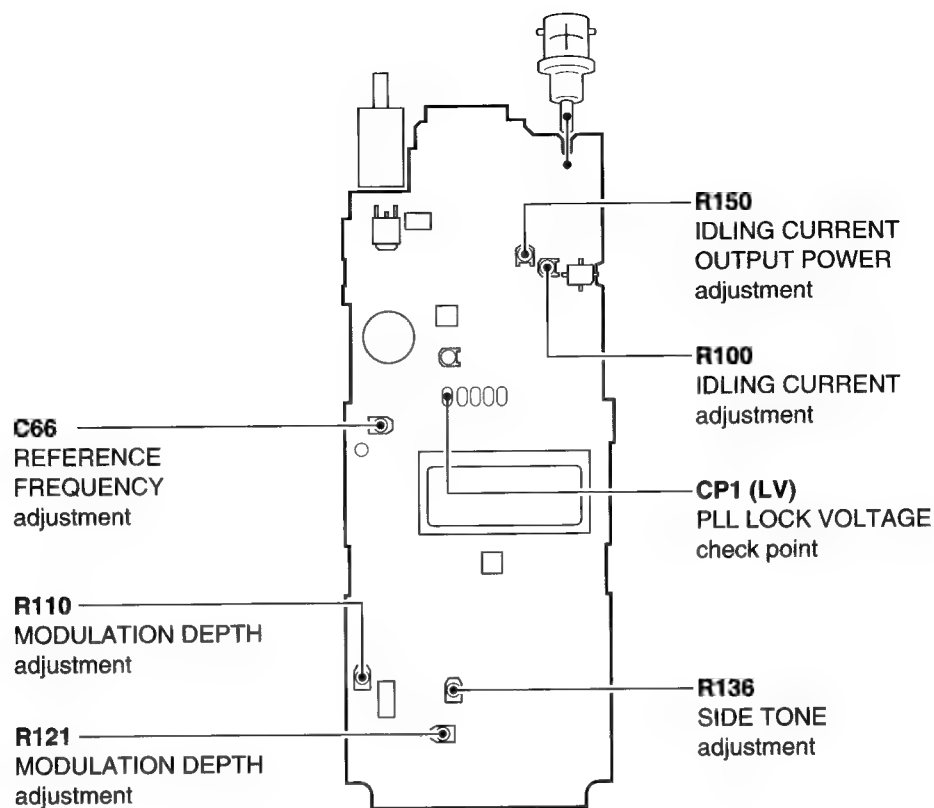 R150
IDLING CURRENT
OUTPUT POWER
adjustment
R100
IDLING CURRENT
adjustment
C66
REFERENCE
FREQUENCY
adjustment
CP1 (LV)
PLL LOCK VOLTAGE
check point
R110
MODULATION DEPTH
adjustment
R136
SIDE TONE
adjustment
R121
MODULATION DEPTH
adjustment